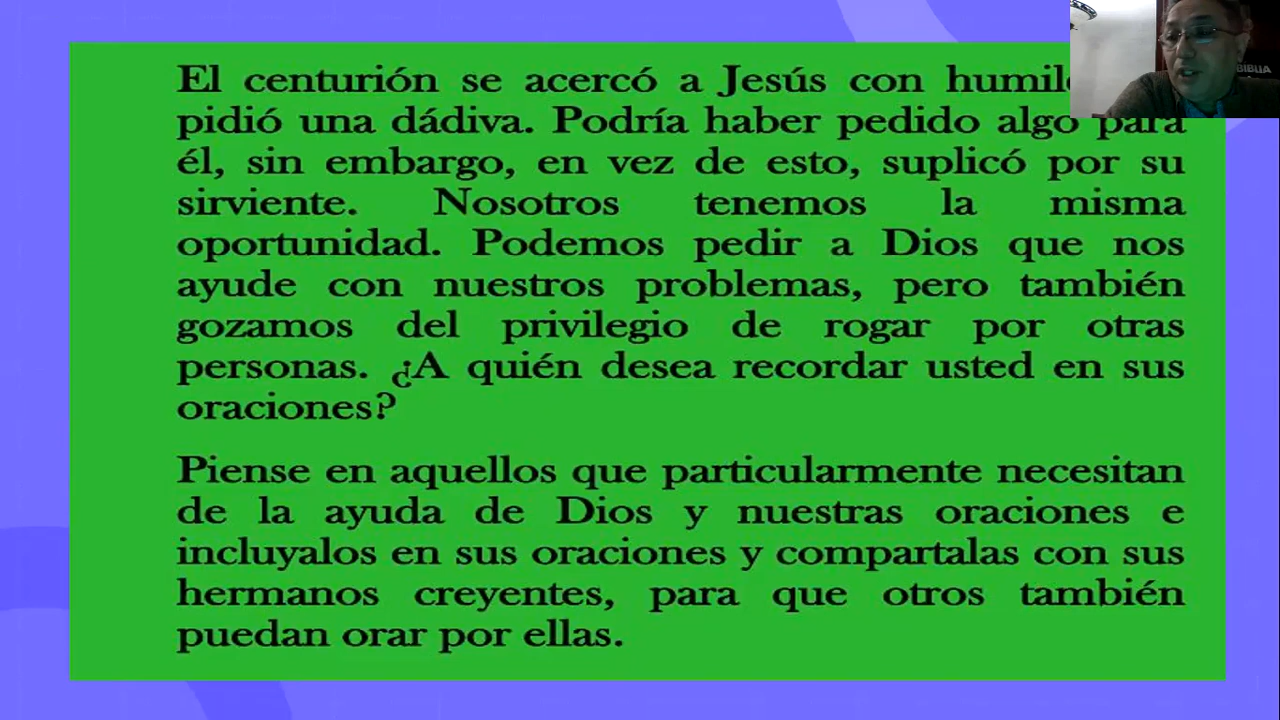 El centurión se acercó a Jesús con
pidió una dádiva. Podría haber pedido algo para
él, sin embargo, en vez de esto, suplicó por su
sirviente. Nosotros tenemos la misma
oportunidad. Podemos pedir a Dios que nos
ayude con nuestros problemas, pero también
gozamos del privilegio de rogar por otras
personas. ¿A quién desea recordar usted en sus
oraciones?
Piense en aquellos que particularmente necesitan
de la ayuda de Dios y nuestras oraciones e
incluyalos en sus oraciones y compartalas con sus
hermanos creyentes, para que otros también
puedan orar por ellas.
BIBLIA